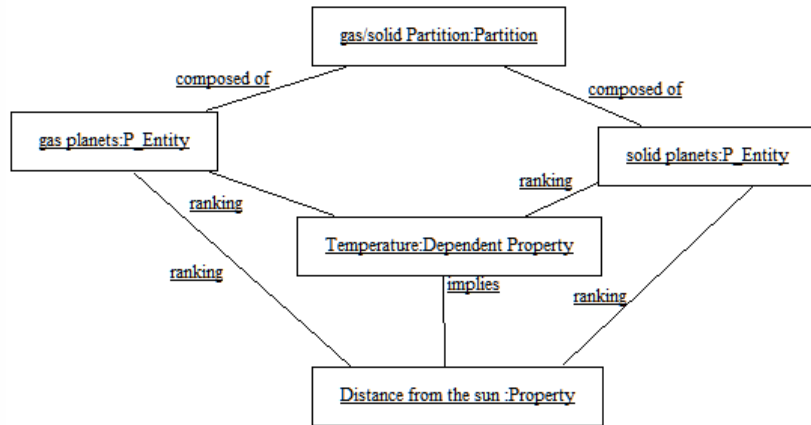 gas/solid Partition:Partition
composed of
composed of
gas planets:P_Entity
solid planets:P_Entity
ranking
ranking
Temperature:Dependent Property
ranking
implies
ranking
Distance from the sun :Property